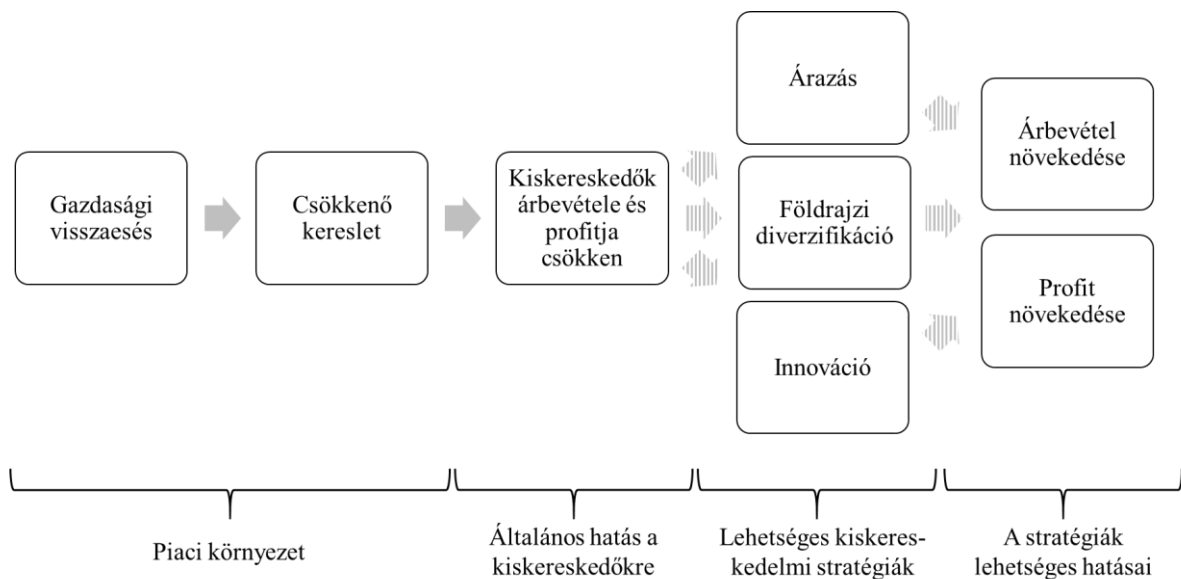 Gazdasági
visszaesés
Csökkenő
kereslet
Kiskereskedők
árbevétele és
profitja
csökken
Árazás
Földrajzi
diverzifikáció
Innováció
Árbevétel
növekedése
Profit
növekedése
Piaci környezet
Általános hatás a
kiskereskedőkre
Lehetséges kiskeres-
kedelmi stratégiák
A stratégiák
lehetséges hatásai